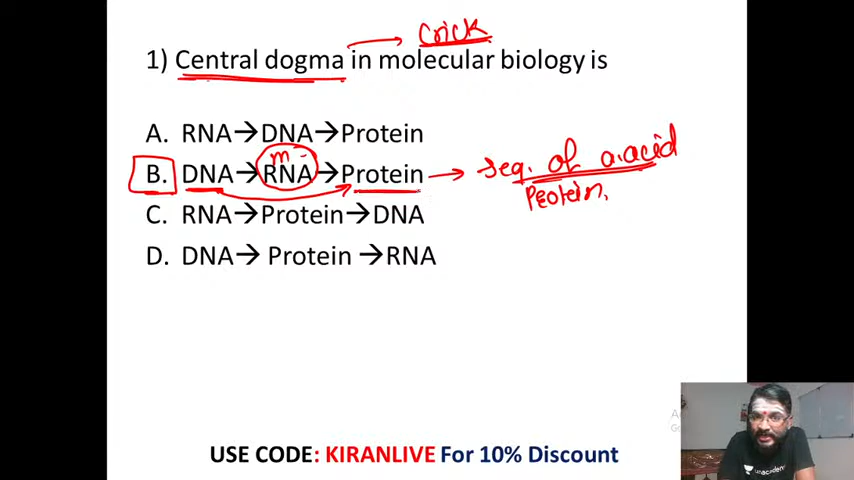 Crick
1) Central dogma in molecular biology is
A. RNA→DNA→Protein
m-
B. DNA→RNA→Protein → seq. of a.acid
Protein.
C. RNA→Protein→DNA
D. DNA→ Protein →RNA
USE CODE: KIRANLIVE For 10% Discount
unacademy